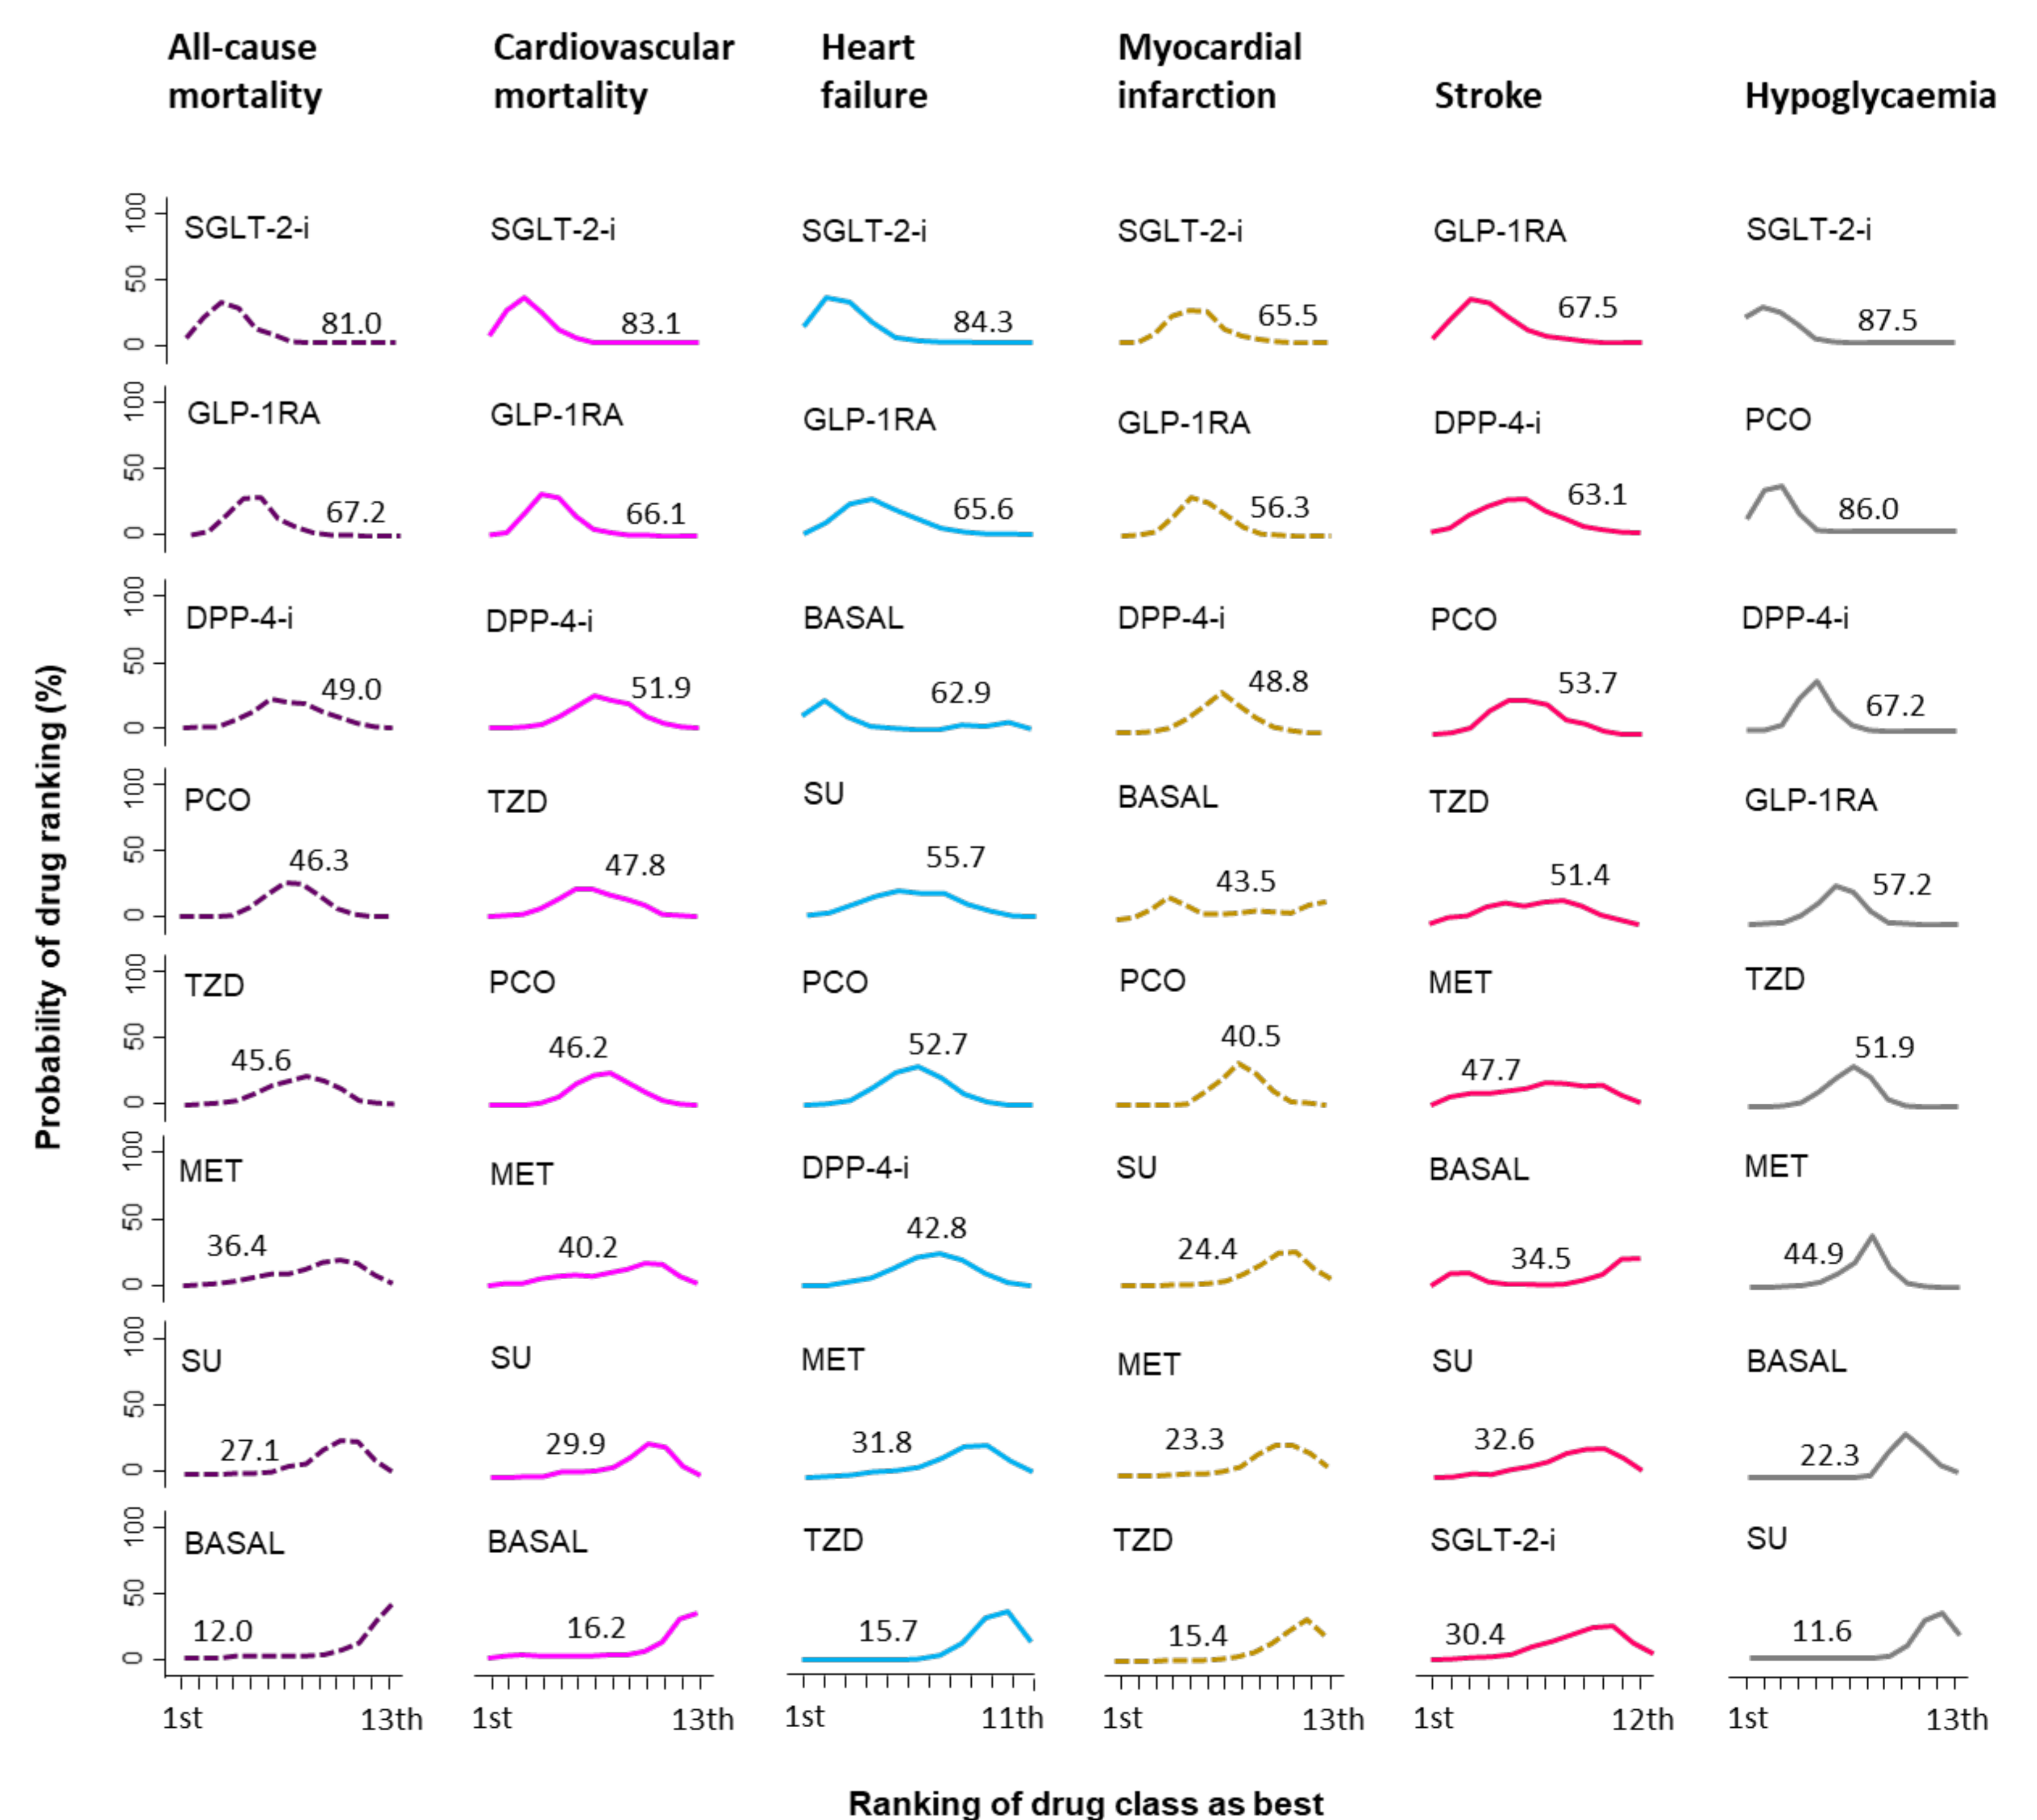 All-cause mortality
Cardiovascular mortality
Heart failure
Myocardial infarction
Stroke
Hypoglycaemia
Probability of drug ranking (%)
100 50 0
SGLT-2-i 81.0
SGLT-2-i 83.1
SGLT-2-i 84.3
SGLT-2-i 65.5
GLP-1RA 67.5
SGLT-2-i 87.5
100 50 0
GLP-1RA 67.2
GLP-1RA 66.1
GLP-1RA 65.6
GLP-1RA 56.3
DPP-4-i 63.1
PCO 86.0
100 50 0
DPP-4-i 49.0
DPP-4-i 51.9
BASAL 62.9
DPP-4-i 48.8
PCO 53.7
DPP-4-i 67.2
100 50 0
PCO 46.3
TZD 47.8
SU 55.7
BASAL 43.5
TZD 51.4
GLP-1RA 57.2
100 50 0
TZD 45.6
PCO 46.2
PCO 52.7
PCO 40.5
MET 47.7
TZD 51.9
100 50 0
MET 36.4
MET 40.2
DPP-4-i 42.8
SU 24.4
BASAL 34.5
MET 44.9
100 50 0
SU 27.1
SU 29.9
MET 31.8
MET 23.3
SU 32.6
BASAL 22.3
100 50 0
BASAL 12.0
BASAL 16.2
TZD 15.7
TZD 15.4
SGLT-2-i 30.4
SU 11.6
1st 13th
1st 13th
1st 11th
1st 13th
1st 12th
1st 13th
Ranking of drug class as best